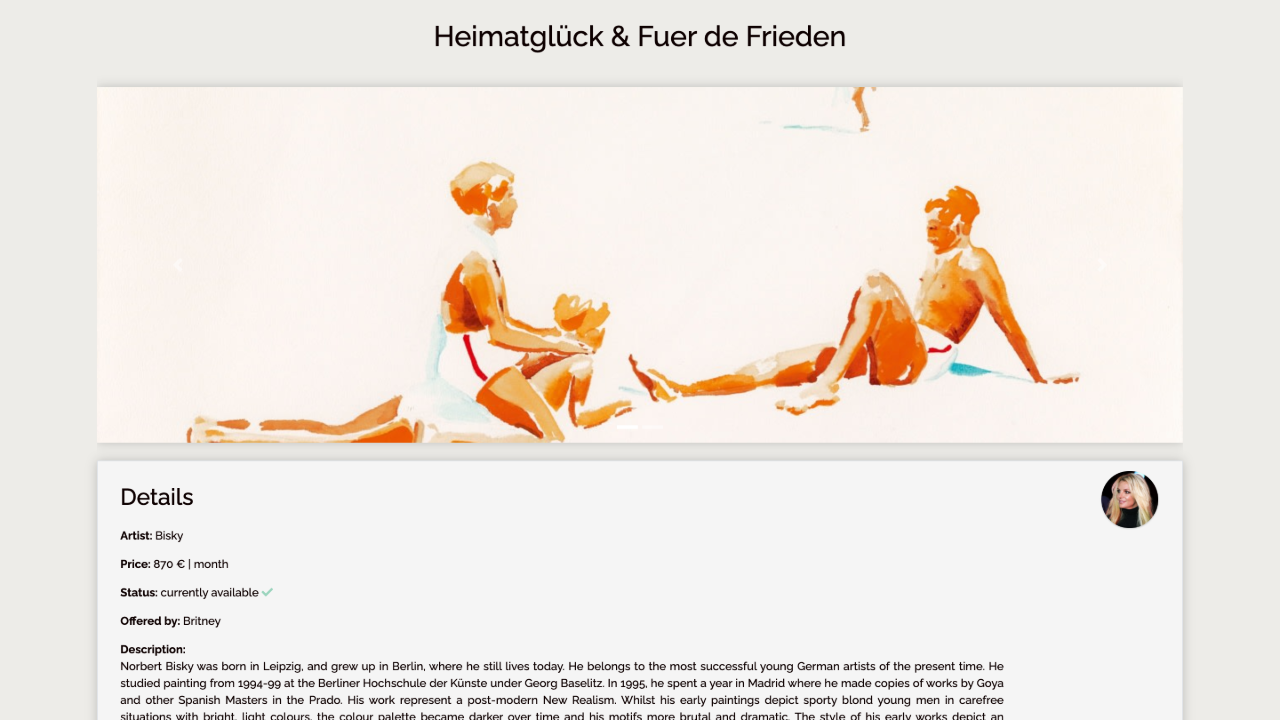 Heimatglück & Fuer de Frieden
Details
Artist: Bisky
Price: 870 € | month
Status: currently available
Offered by: Britney
Description:
Norbert Bisky was born in Leipzig, and grew up in Berlin, where he still lives today. He belongs to the most successful young German artists of the present time. He
studied painting from 1994-99 at the Berliner Hochschule der Künste under Georg Baselitz. In 1995, he spent a year in Madrid where he made copies of works by Goya
and other Spanish Masters in the Prado. His work represent a post-modern New Realism. Whilst his early paintings depict sporty blond young men in carefree
situations with bright, light colours, the colour palette became darker over time and his motifs more brutal and dramatic. The style of his early works depict an